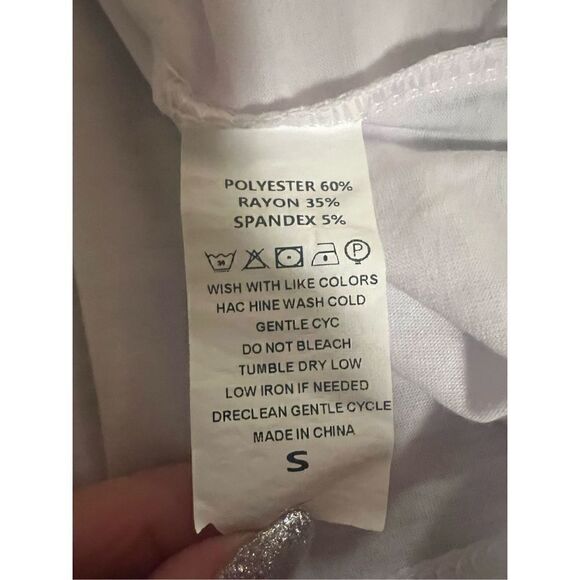 POLYESTER 60%
RAYON 35%
SPANDEX 5%
30 P
WISH WITH LIKE COLORS
HAC HINE WASH COLD
GENTLE CYC
DO NOT BLEACH
TUMBLE DRY LOW
LOW IRON IF NEEDED
DRECLEAN GENTLE CYCLE
MADE IN CHINA
S